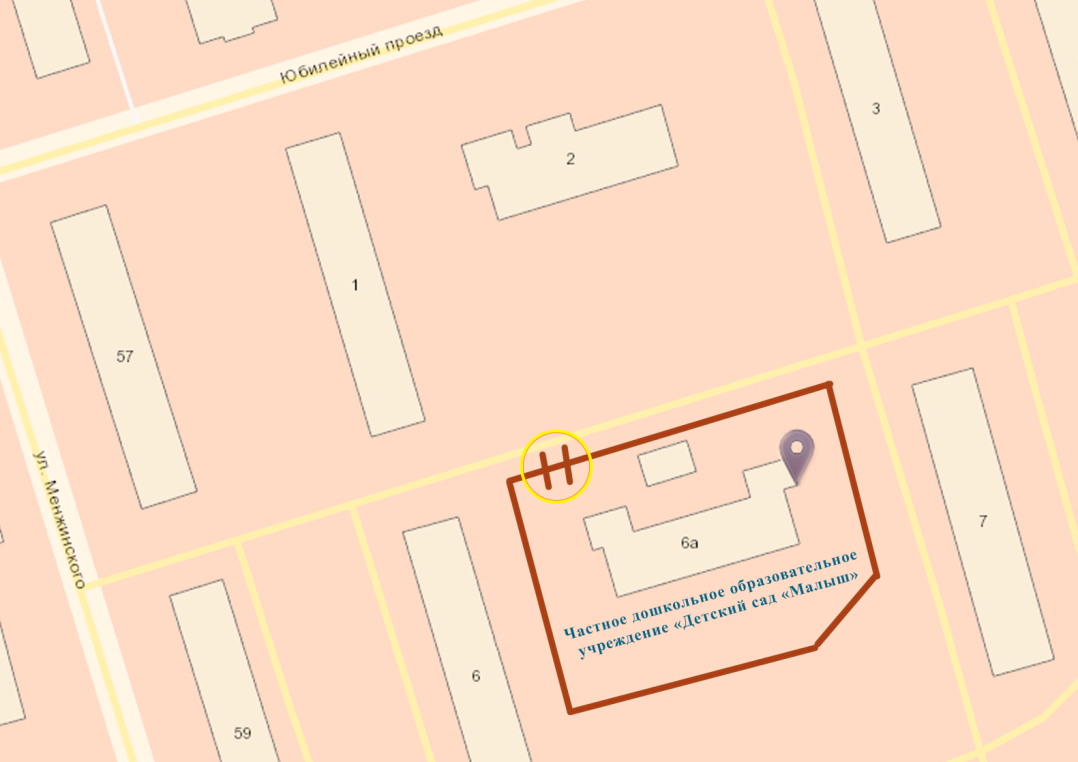 Юбилейный проезд
3
2
1
57
ул. Менжинского
7
6а
Частное дошкольное образовательное
учреждение «Детский сад «Малыш»
6
59